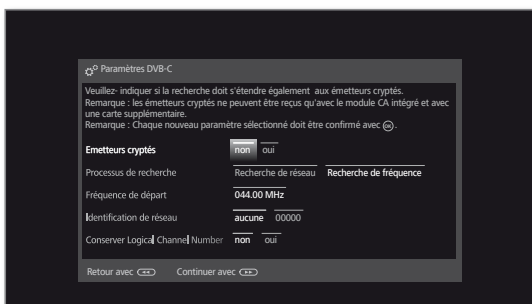 Paramètres DVB-C
Veuillez- indiquer si la recherche doit s'étendre également aux émetteurs cryptés.
Remarque : les émetteurs cryptés ne peuvent être reçus qu'avec le module CA intégré et avec
une carte supplémentaire.
Remarque : Chaque nouveau paramètre sélectionné doit être confirmé avec OK.
Emetteurs cryptés non oui
Processus de recherche Recherche de réseau Recherche de fréquence
Fréquence de départ 044.00 MHz
Identification de réseau aucune 00000
Conserver Logical Channel Number non oui
Retour avec Continuer avec